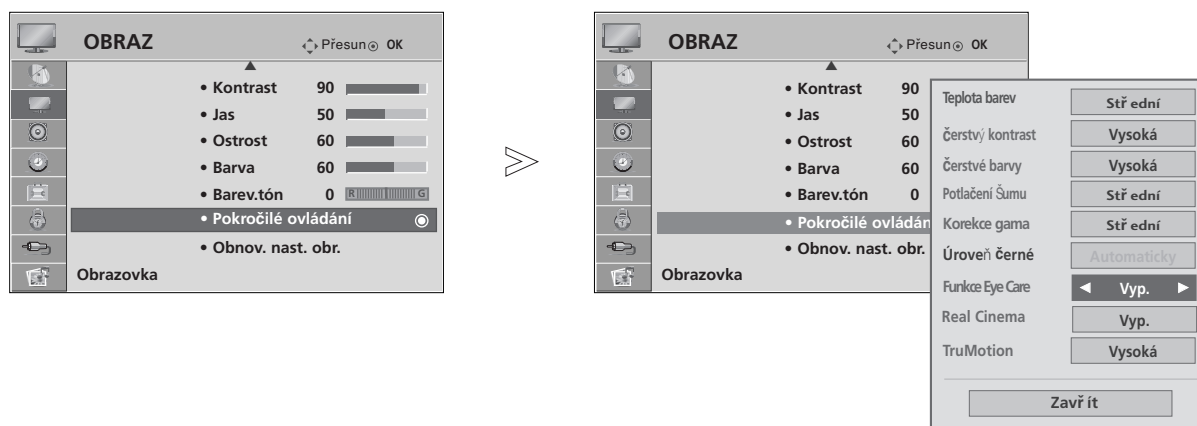 OBRAZ Přesun OK
• Kontrast 90
• Jas 50
• Ostrost 60
• Barva 60
• Barev.tón 0 R G
• Pokročilé ovládání
• Obnov. nast. obr.
Obrazovka
OBRAZ Přesun OK
• Kontrast 90
• Jas 50
• Ostrost 60
• Barva 60
• Barev.tón 0
• Pokročilé ovládán
• Obnov. nast. obr.
Obrazovka
Teplota barev Stř ední
čerstvý kontrast Vysoká
čerstvé barvy Vysoká
Potlačení Šumu Stř ední
Korekce gama Stř ední
Úroveň černé Automaticky
Funkce Eye Care ◄ Vyp. ►
Real Cinema Vyp.
TruMotion Vysoká
Zavř ít